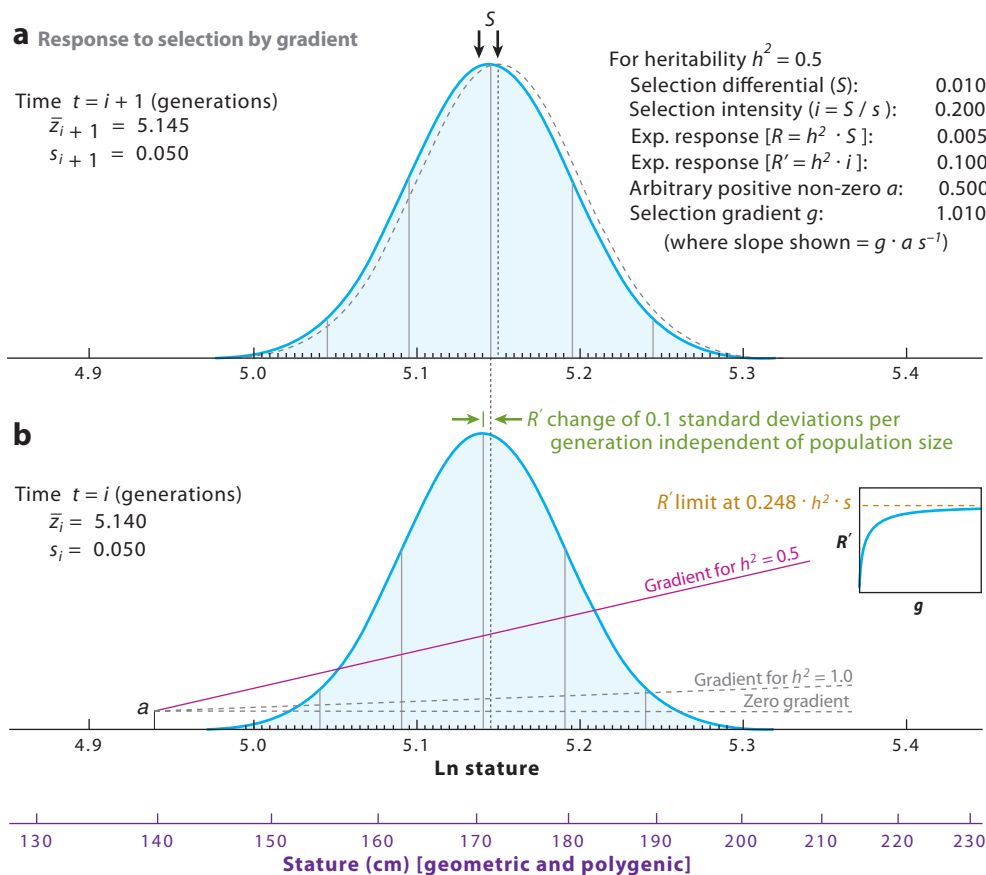 S
a Response to selection by gradient
For heritability h² = 0.5
Time t = i + 1 (generations)
z̅ᵢ ₊ ₁ = 5.145
sᵢ ₊ ₁ = 0.050
Selection differential (S): 0.010
Selection intensity (i = S / s ): 0.200
Exp. response [R = h² · S ]: 0.005
Exp. response [R′ = h² · i ]: 0.100
Arbitrary positive non-zero a: 0.500
Selection gradient g: 1.010
(where slope shown = g · a s⁻¹)
4.9 5.0 5.1 5.2 5.3 5.4
R′ change of 0.1 standard deviations per
generation independent of population size
b
Time t = i (generations)
z̅ᵢ = 5.140
sᵢ = 0.050
R′ limit at 0.248 · h² · s
R′
g
Gradient for h² = 0.5
Gradient for h² = 1.0
Zero gradient
a
4.9 5.0 5.1 5.2 5.3 5.4
Ln stature
130 140 150 160 170 180 190 200 210 220 230
Stature (cm) [geometric and polygenic]